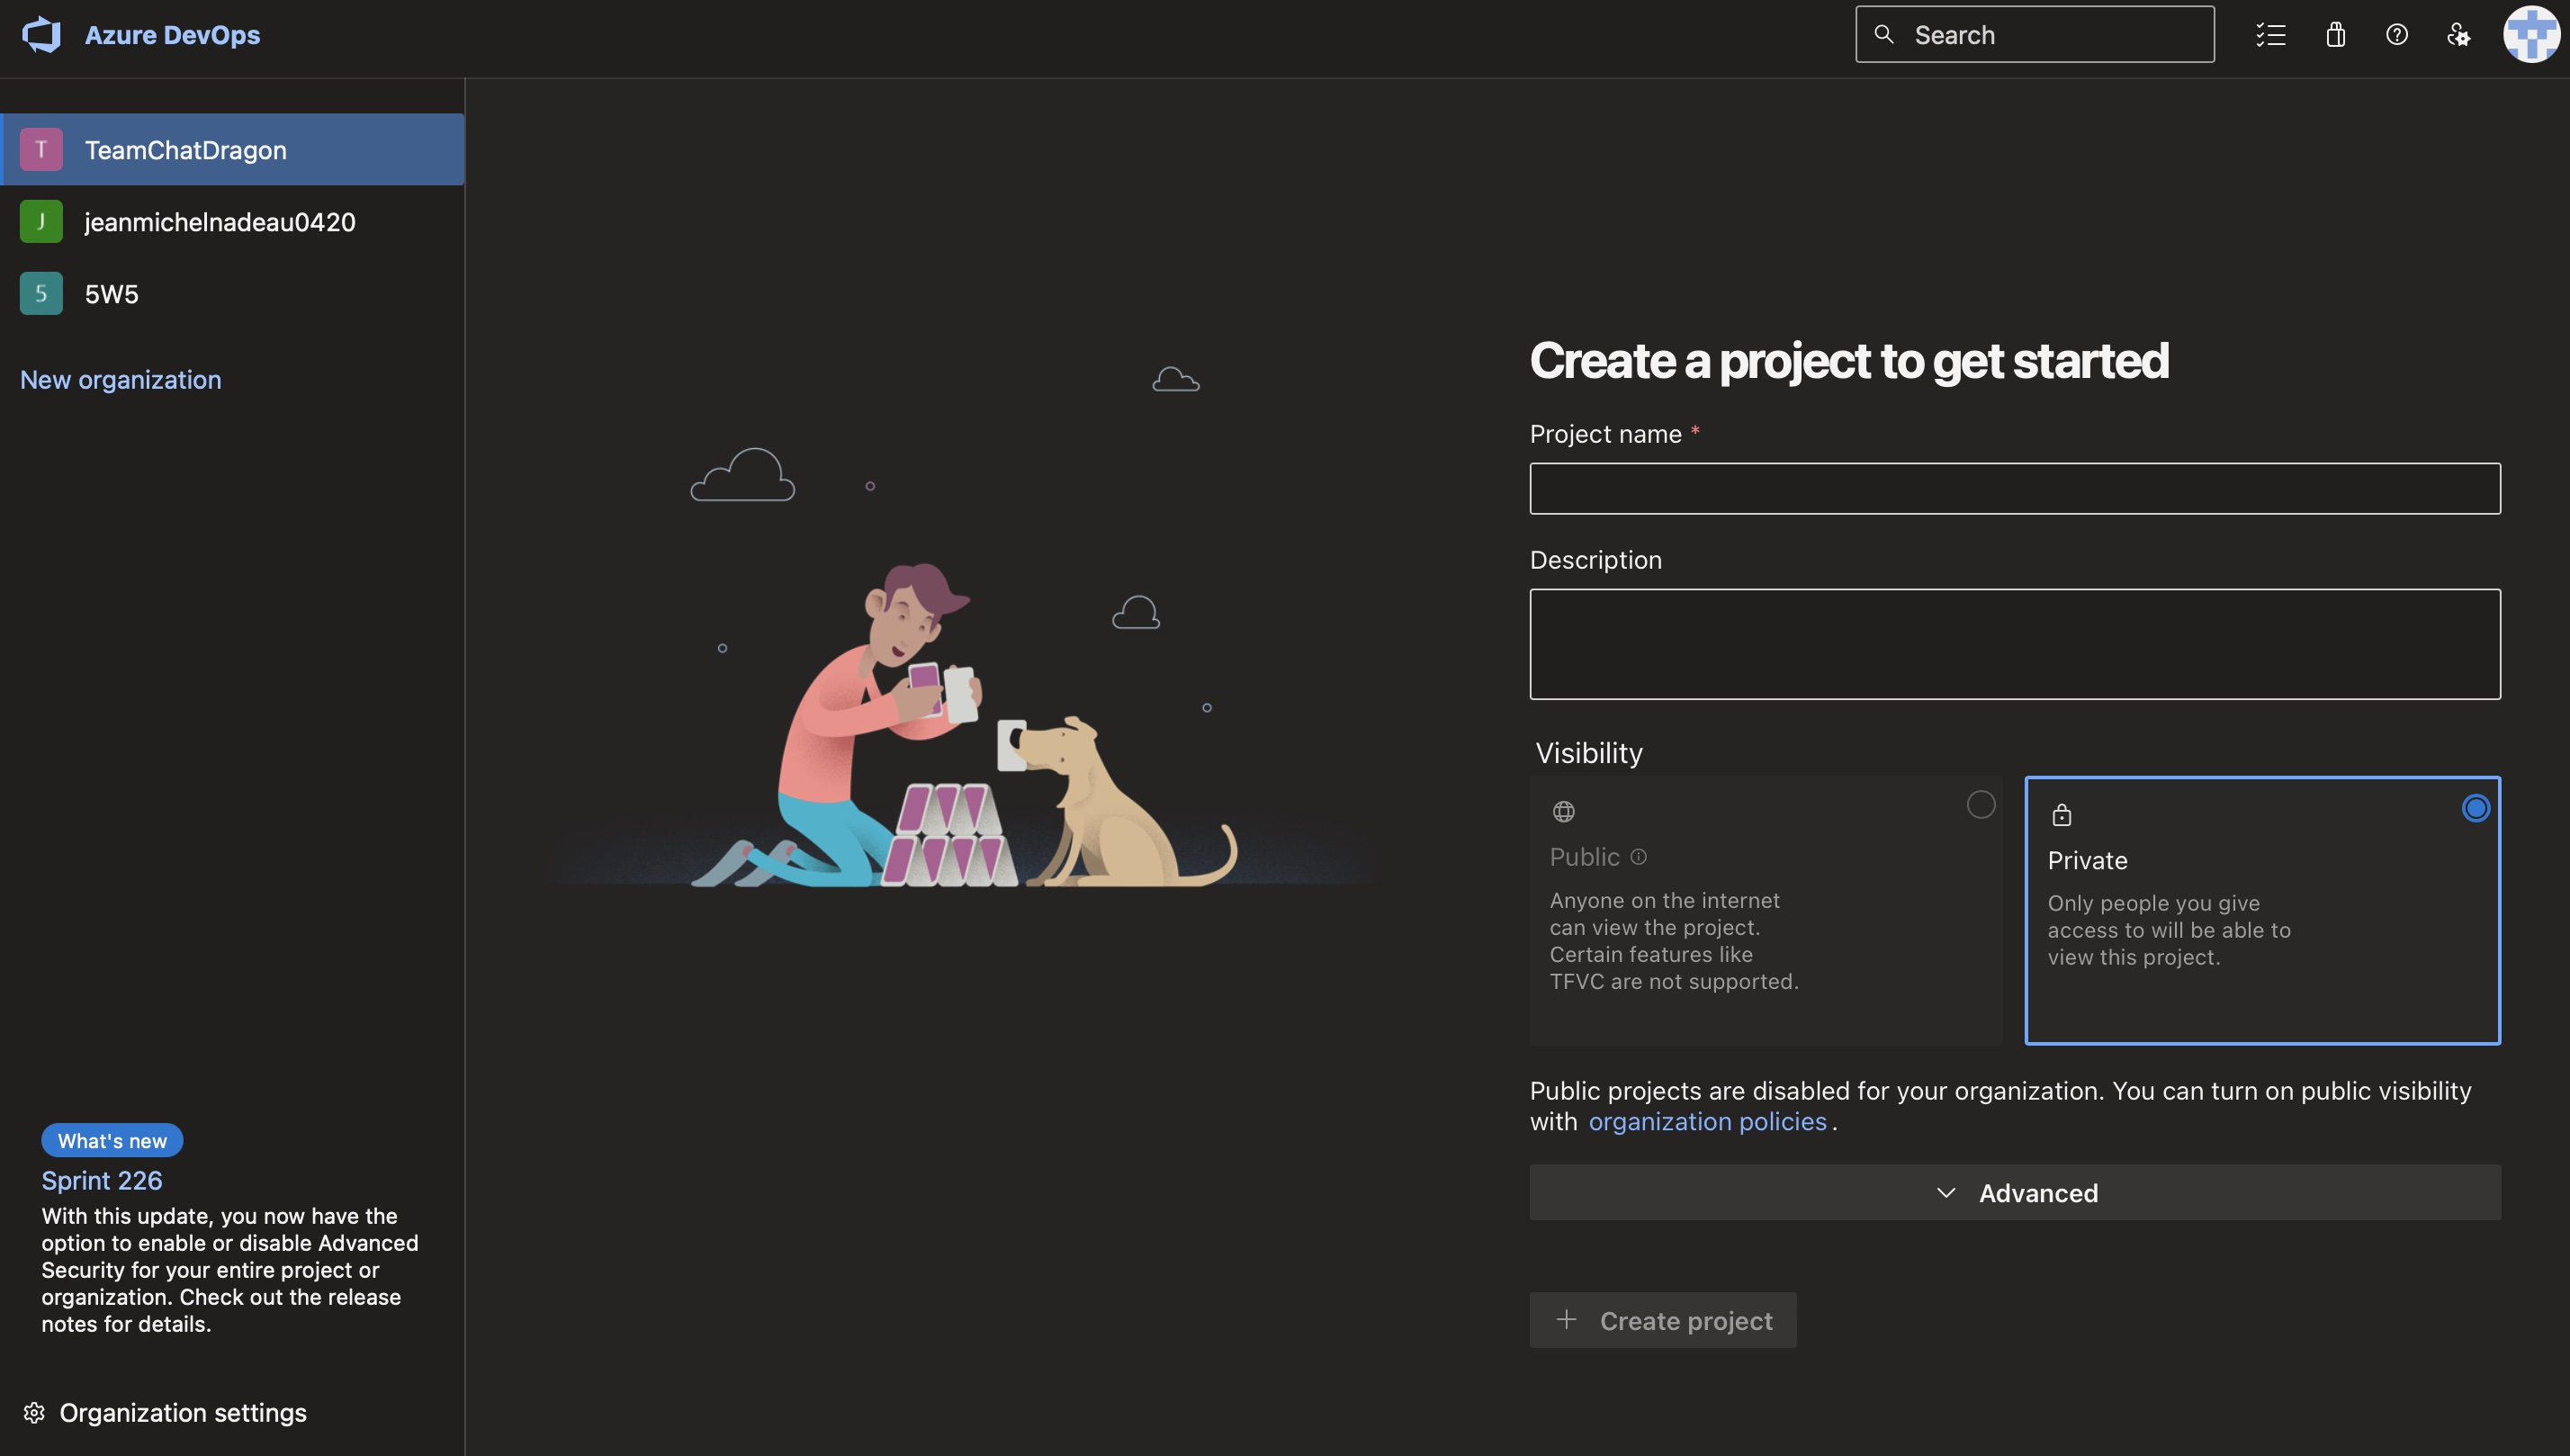 Azure DevOps
Search
T
TeamChatDragon
J
jeanmichelnadeau0420
5
5W5
New organization
Create a project to get started
Project name *
Description
Visibility
Public
Anyone on the internet
can view the project.
Certain features like
TFVC are not supported.
Private
Only people you give
access to will be able to
view this project.
Public projects are disabled for your organization. You can turn on public visibility
with organization policies .
Advanced
+ Create project
What's new
Sprint 226
With this update, you now have the
option to enable or disable Advanced
Security for your entire project or
organization. Check out the release
notes for details.
Organization settings